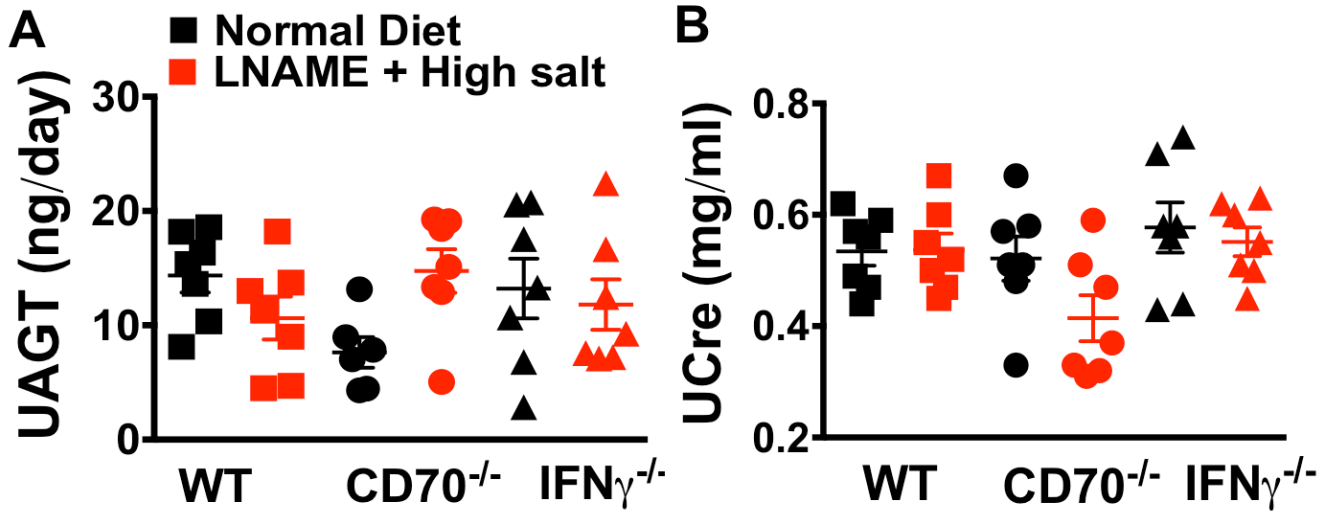 A
Normal Diet
LNAME + High salt
UAGT (ng/day)
30
20
10
0
WT
CD70-/-
IFNγ-/-
B
UCre (mg/ml)
0.8
0.6
0.4
0.2
WT
CD70-/-
IFNγ-/-